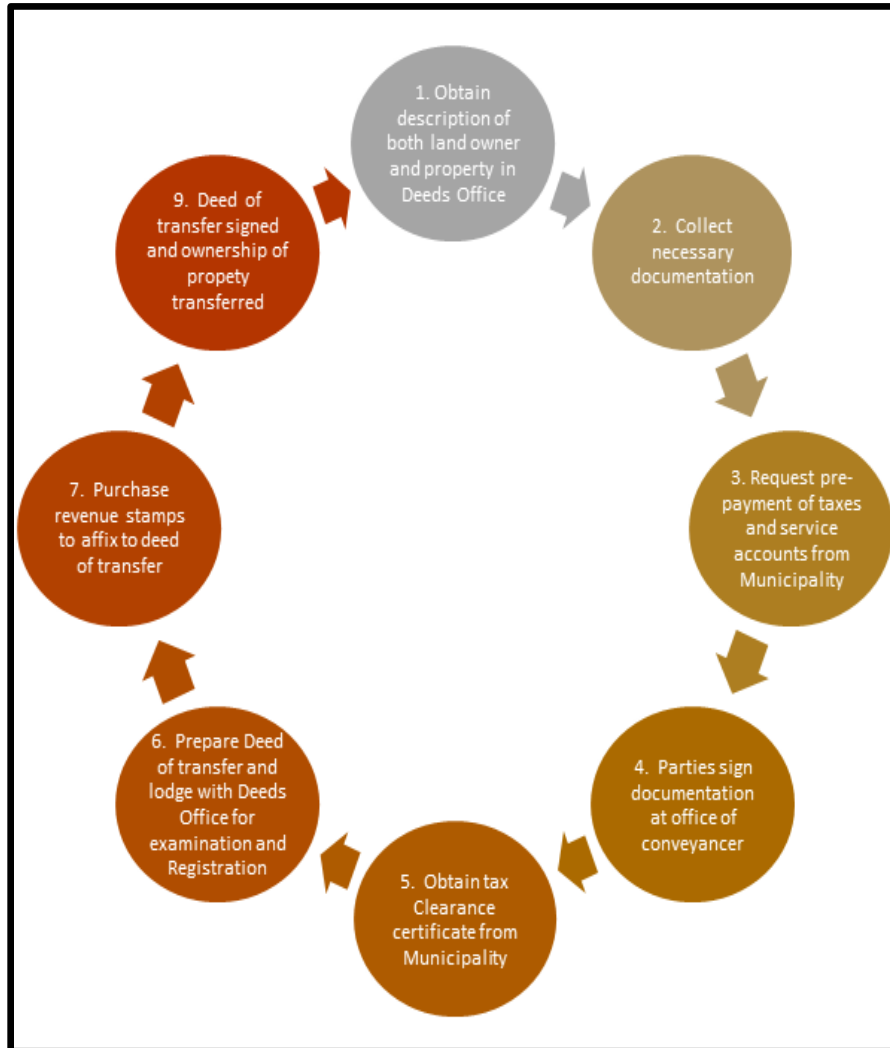 1. Obtain
description of
both land owner
and property in
Deeds Office
2. Collect
necessary
documentation
3. Request pre-
payment of taxes
and service
accounts from
Municipality
4. Parties sign
documentation
at office of
conveyancer
5. Obtain tax
Clearance
certificate from
Municipality
6. Prepare Deed
of transfer and
lodge with Deeds
Office for
examination and
Registration
7. Purchase
revenue stamps
to affix to deed
of transfer
9. Deed of
transfer signed
and ownership of
propety
transferred